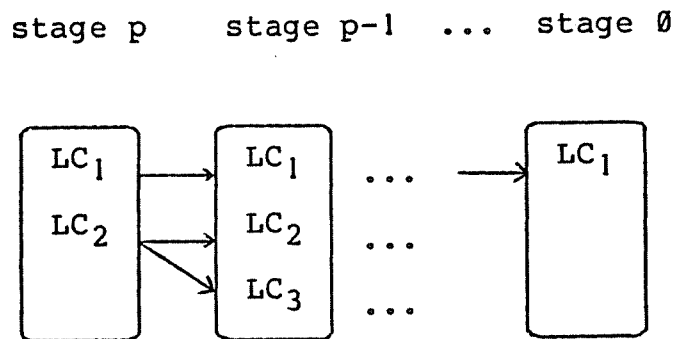 stage p stage p-1 ... stage Ø
LC1 LC1 ... LC1
LC2 LC2 ...
LC3 ...